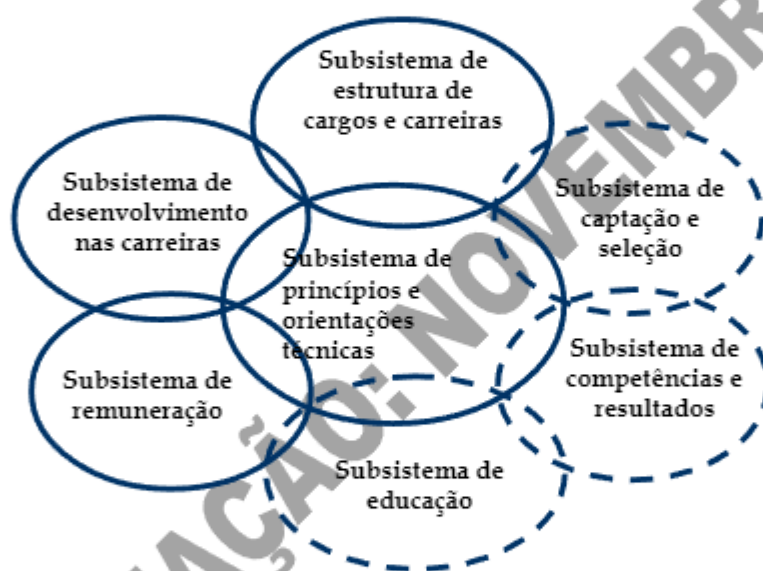 Subsistema de
estrutura de
cargos e carreiras
Subsistema de
desenvolvimento
nas carreiras
Subsistema de
captação e
seleção
Subsistema de
princípios e
orientações
técnicas
Subsistema de
remuneração
Subsistema de
competências e
resultados
Subsistema de
educação